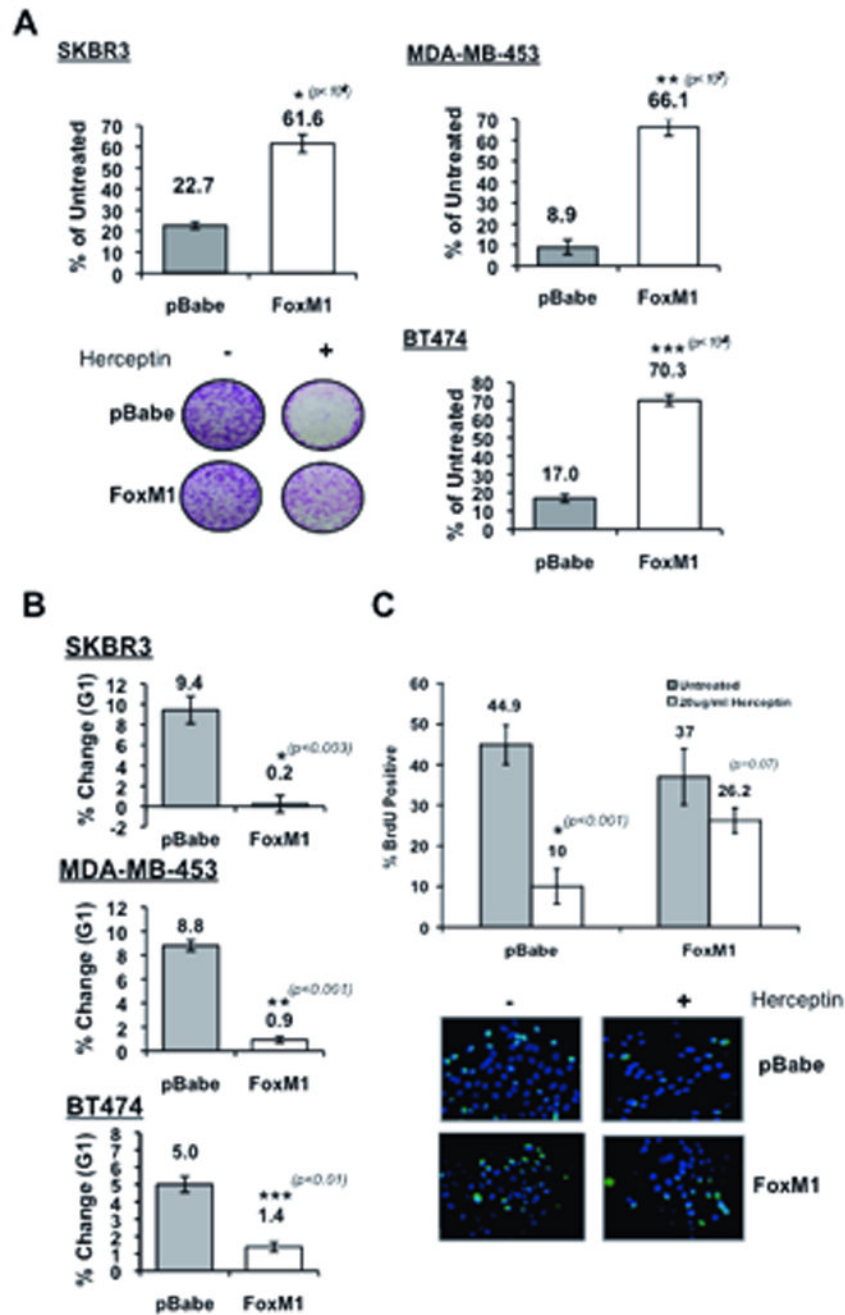 A
SKBR3
* (p<10
61.6
22.7
% of Untreated
70
60
50
40
30
20
10
0
pBabe
FoxM1
MDA-MB-453
** (p<10
66.1
8.9
% of Untreated
70
60
50
40
30
20
10
0
pBabe
FoxM1
Herceptin - +
pBabe
FoxM1
BT474
*** (p<10
70.3
17.0
% of Untreated
80
70
60
50
40
30
20
10
0
pBabe
FoxM1
B
SKBR3
9.4
* (p<0.003)
0.2
% Change (G1)
12
10
8
6
4
2
0
-2
pBabe
FoxM1
MDA-MB-453
8.8
** (p<0.001)
0.9
% Change (G1)
12
10
8
6
4
2
0
pBabe
FoxM1
BT474
5.0
*** (p<0.01)
1.4
% Change (G1)
8
7
6
5
4
3
2
1
0
pBabe
FoxM1
C
Untreated
20ug/ml Herceptin
44.9
* (p<0.001)
10
37
(p=0.07)
26.2
% BrdU Positive
60
50
40
30
20
10
0
pBabe
FoxM1
- + Herceptin
pBabe
FoxM1